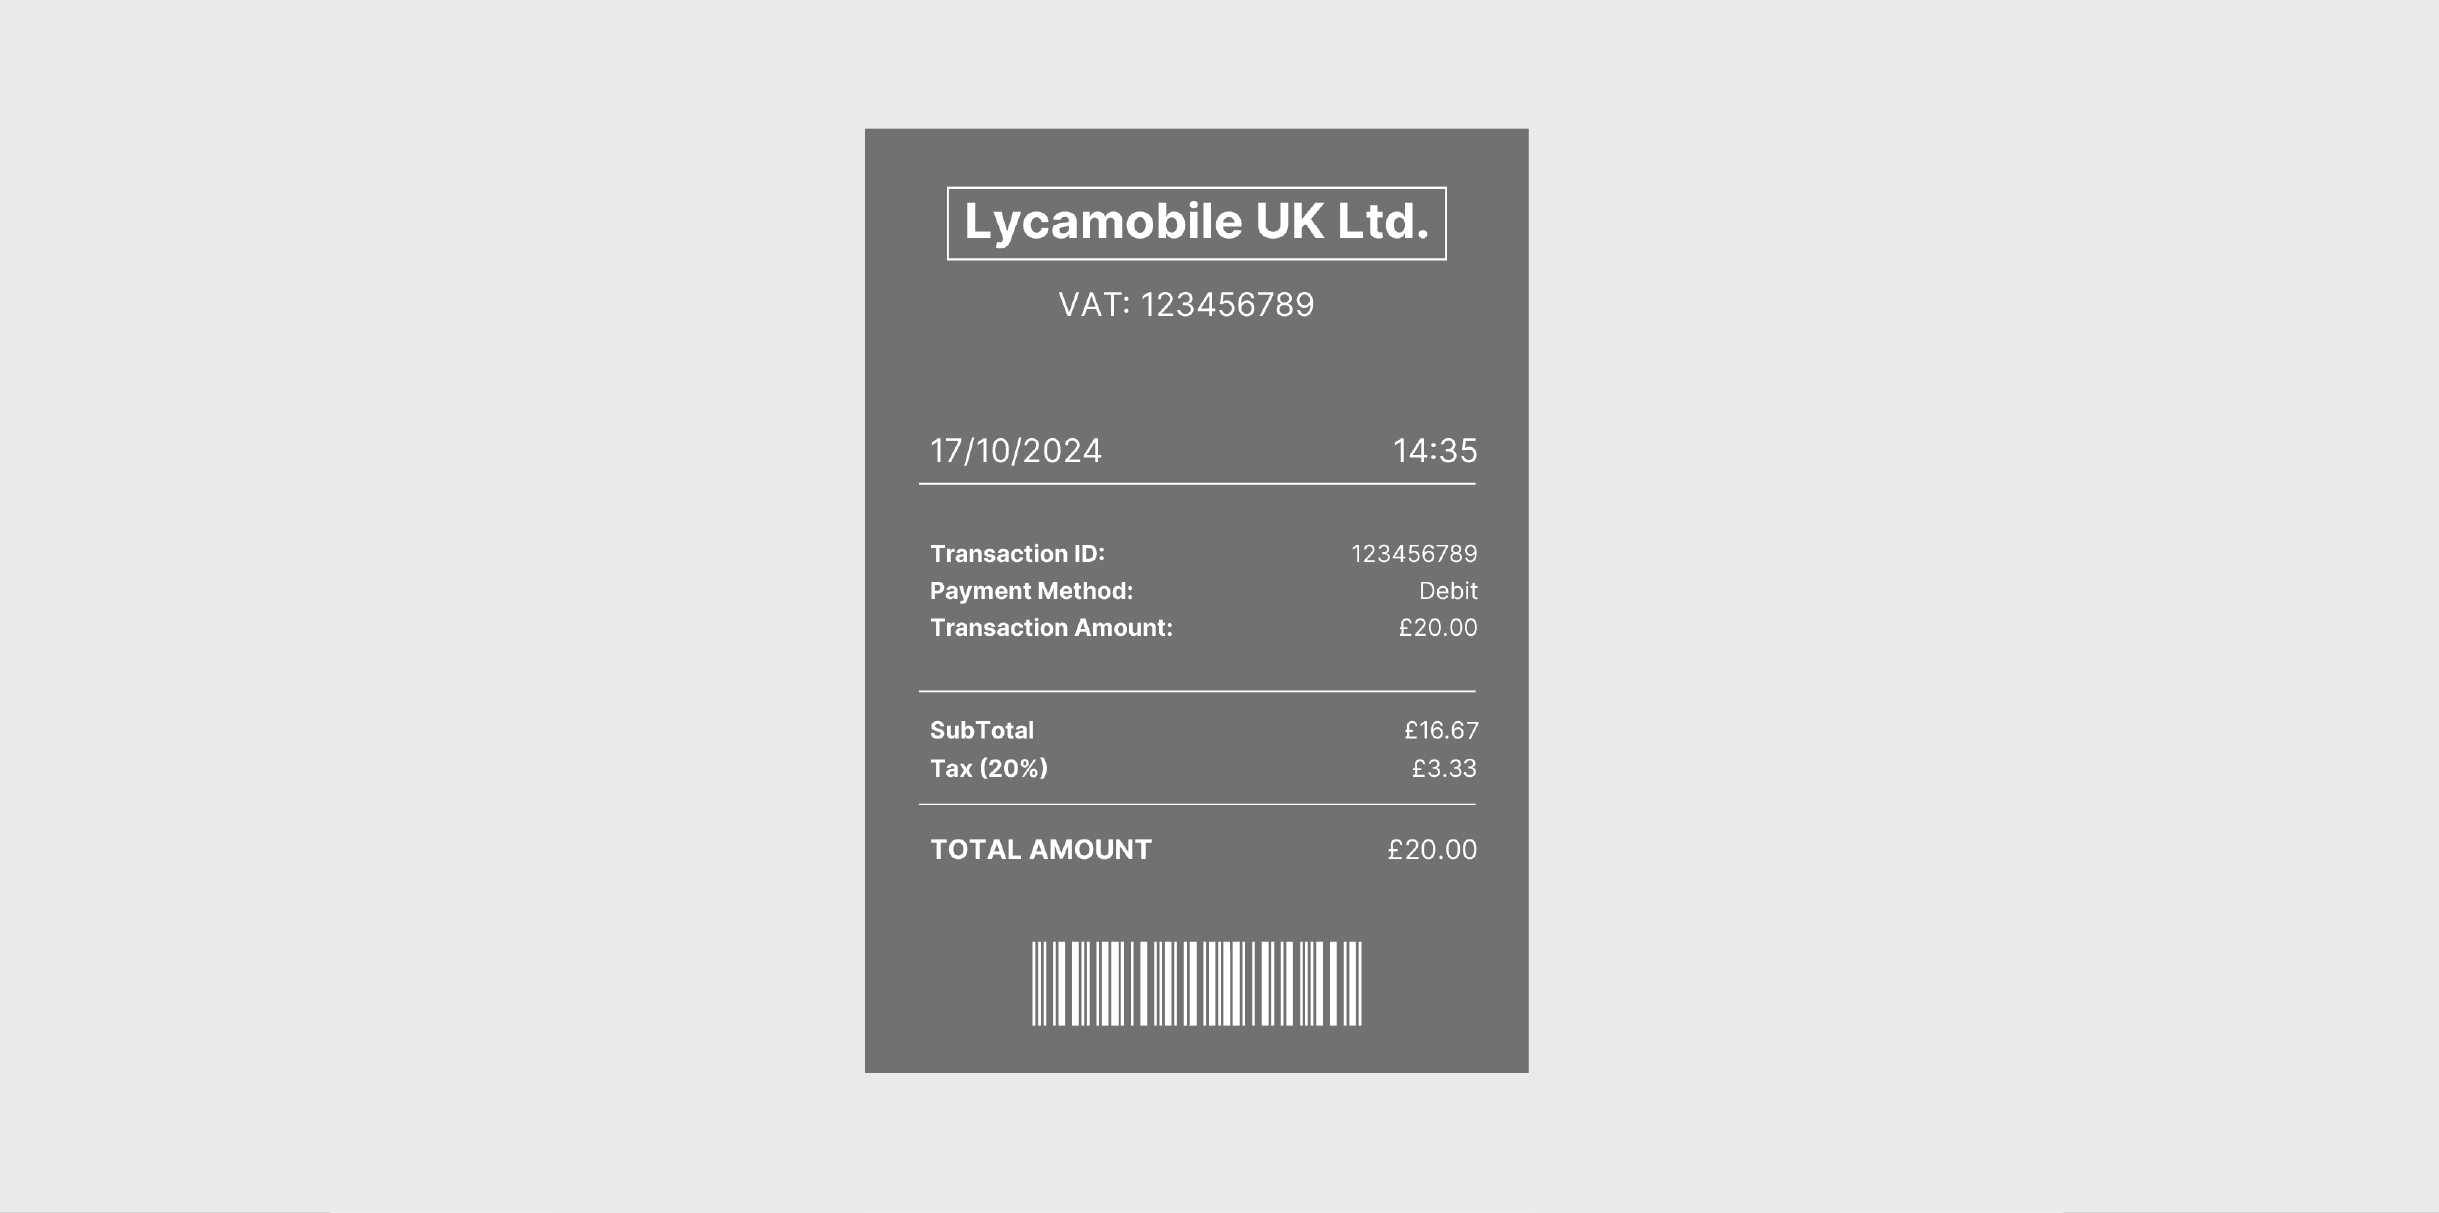 Lycamobile UK Ltd.
VAT: 123456789
17/10/2024 14:35
Transaction ID: 123456789
Payment Method: Debit
Transaction Amount: £20.00
SubTotal £16.67
Tax (20%) £3.33
TOTAL AMOUNT £20.00